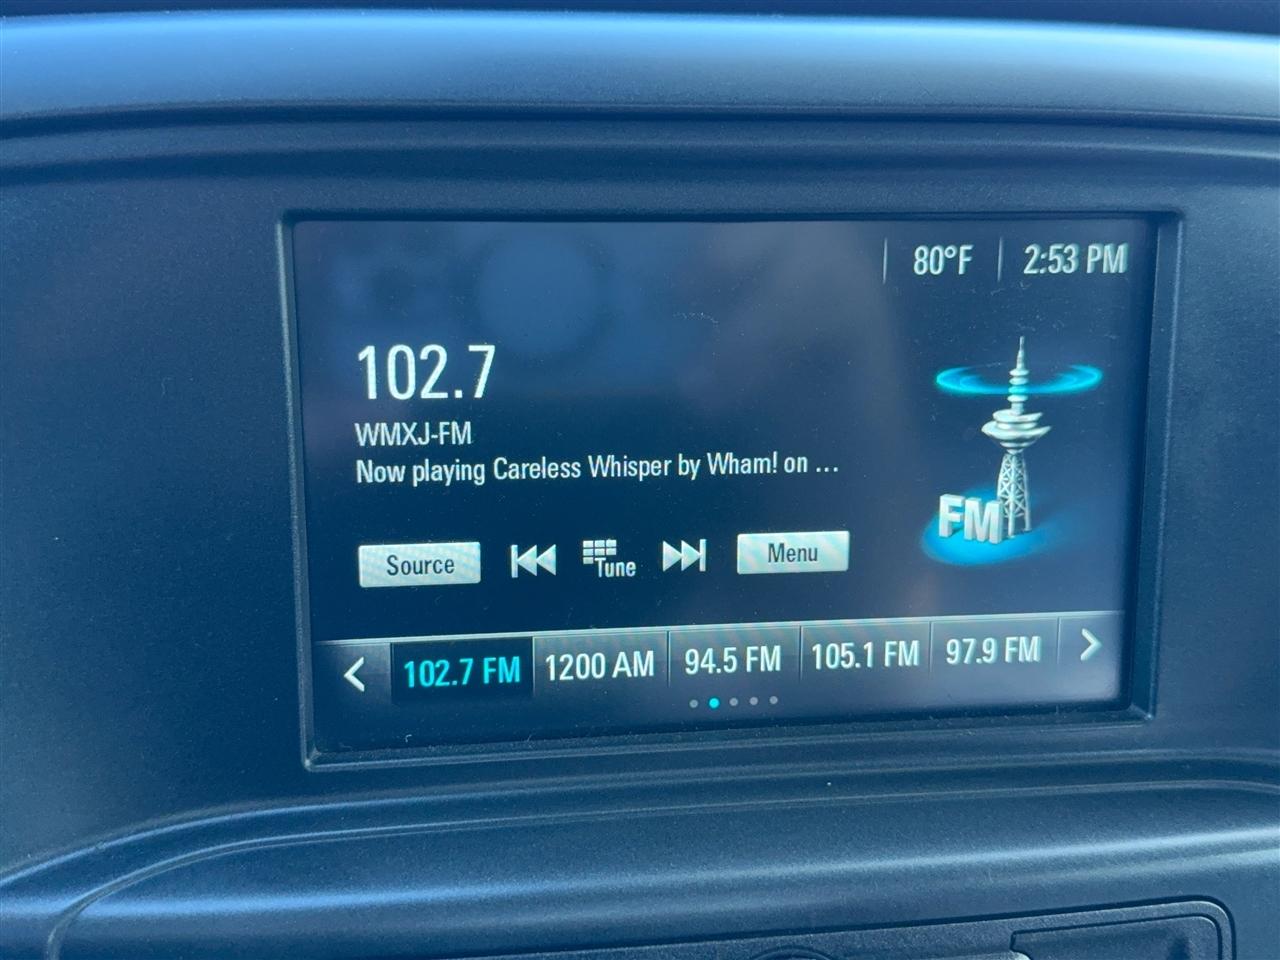 80°F 2:53 PM
102.7
WMXJ-FM
Now playing Careless Whisper by Wham! on ...
FM
Source Tune Menu
102.7 FM 1200 AM 94.5 FM 105.1 FM 97.9 FM